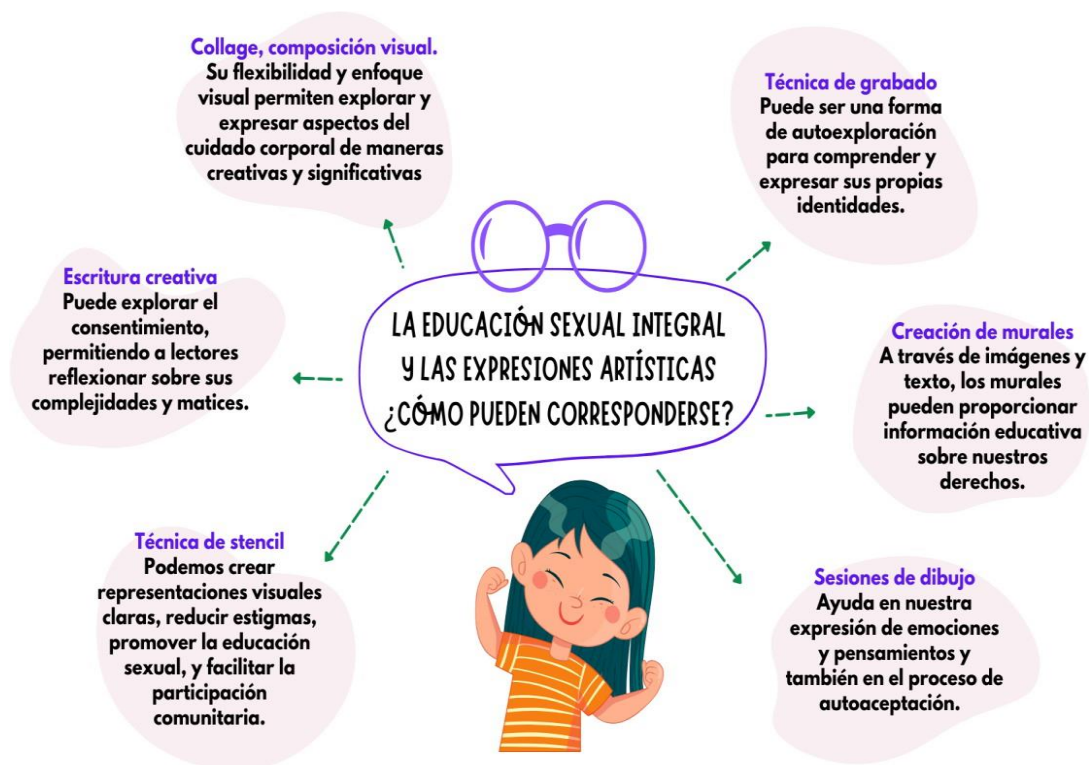 Collage, composición visual.
Su flexibilidad y enfoque
visual permiten explorar y
expresar aspectos del
cuidado corporal de maneras
creativas y significativas
Técnica de grabado
Puede ser una forma
de autoexploración
para comprender y
expresar sus propias
identidades.
Escritura creativa
Puede explorar el
consentimiento,
permitiendo a lectores
reflexionar sobre sus
complejidades y matices.
LA EDUCACIÓN SEXUAL INTEGRAL
Y LAS EXPRESIONES ARTÍSTICAS
¿CÓMO PUEDEN CORRESPONDERSE?
Creación de murales
A través de imágenes y
texto, los murales
pueden proporcionar
información educativa
sobre nuestros
derechos.
Técnica de stencil
Podemos crear
representaciones visuales
claras, reducir estigmas,
promover la educación
sexual, y facilitar la
participación
comunitaria.
Sesiones de dibujo
Ayuda en nuestra
expresión de emociones
y pensamientos y
también en el proceso de
autoaceptación.